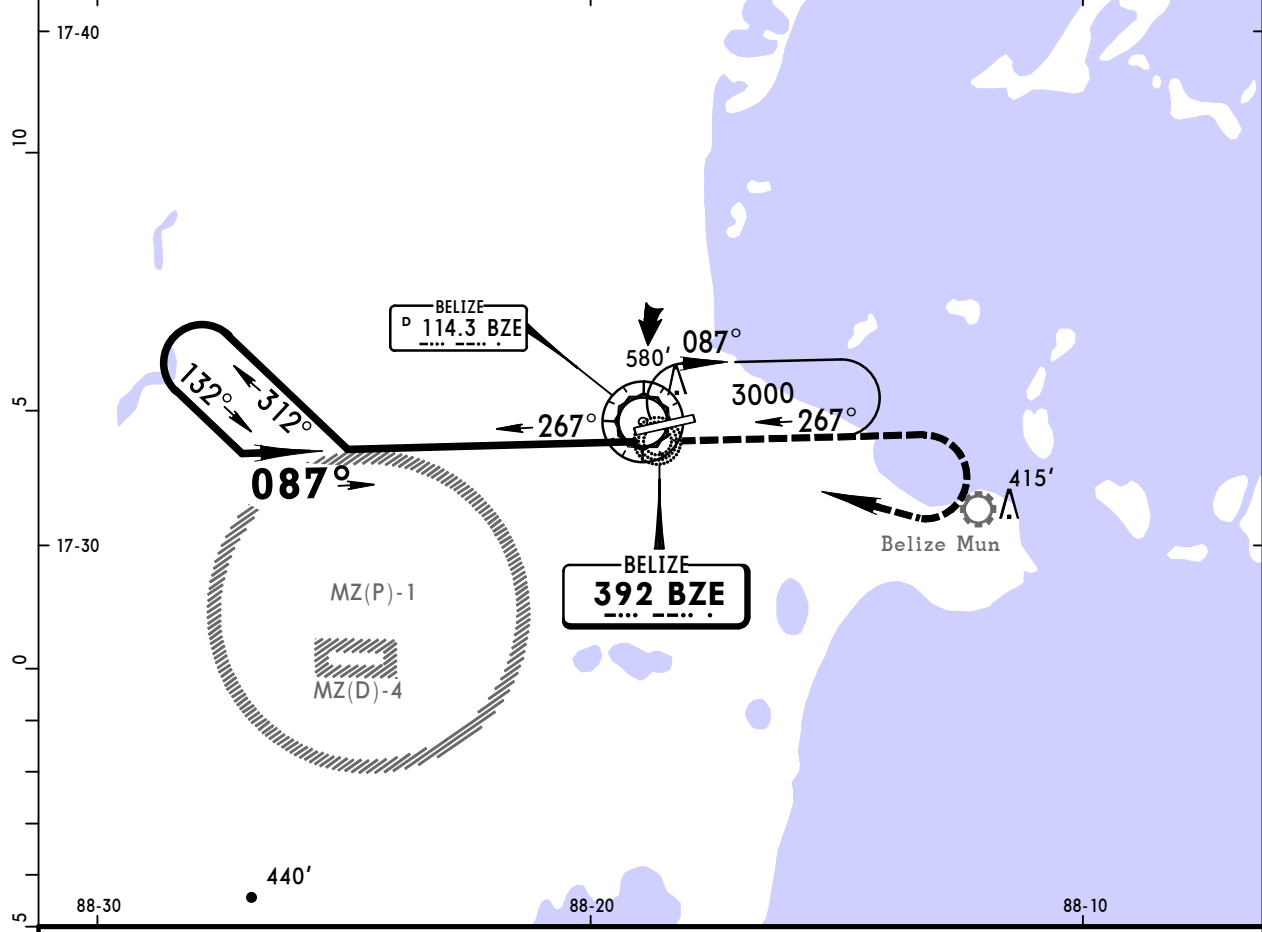 17-40
10
BELIZE
D 114.3 BZE
580'
087°
3000
5
132°
312°
267°
267°
087°
415'
Belize Mun
17-30
BELIZE
392 BZE
MZ(P)-1
0
MZ(D)-4
440'
88-30
88-20
88-10
5